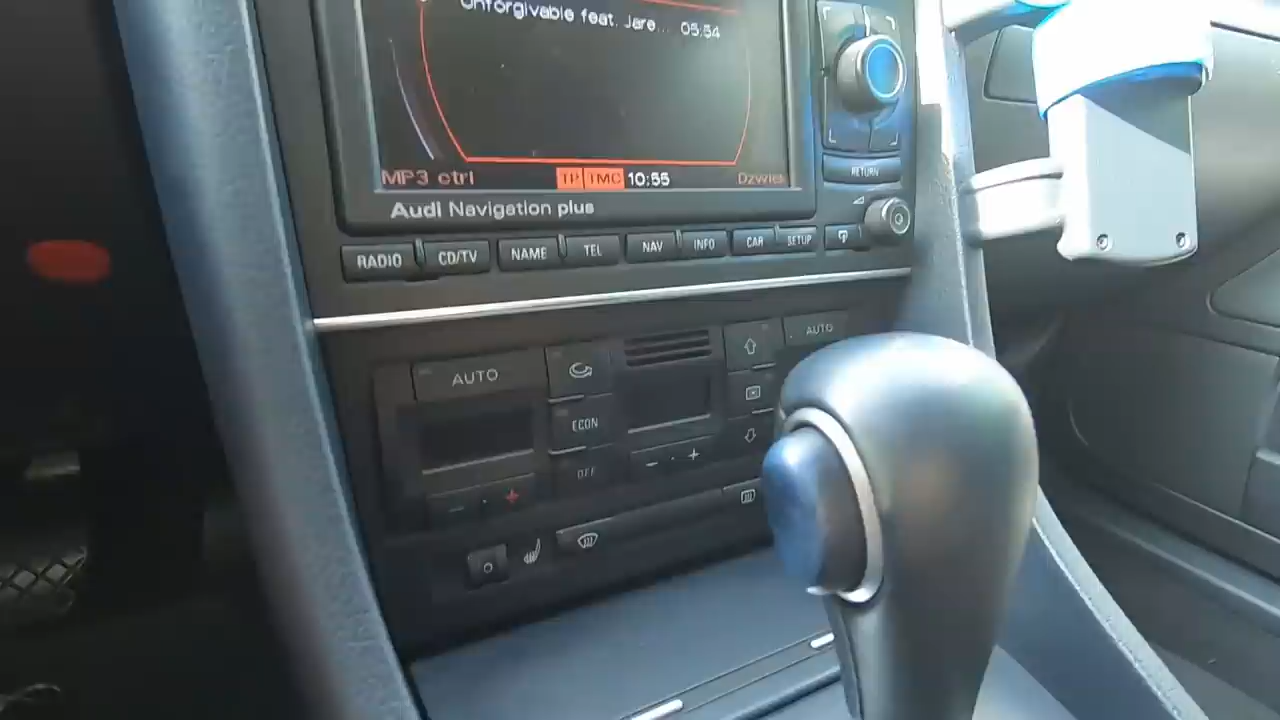 Unforgivable feat. Jare... 05:54
MP3 ctrl TP TMC 10:55 Dzwięk
Audi Navigation plus
RETURN
RADIO CD/TV NAME TEL NAV INFO CAR SETUP
AUTO AUTO
ECON
OFF